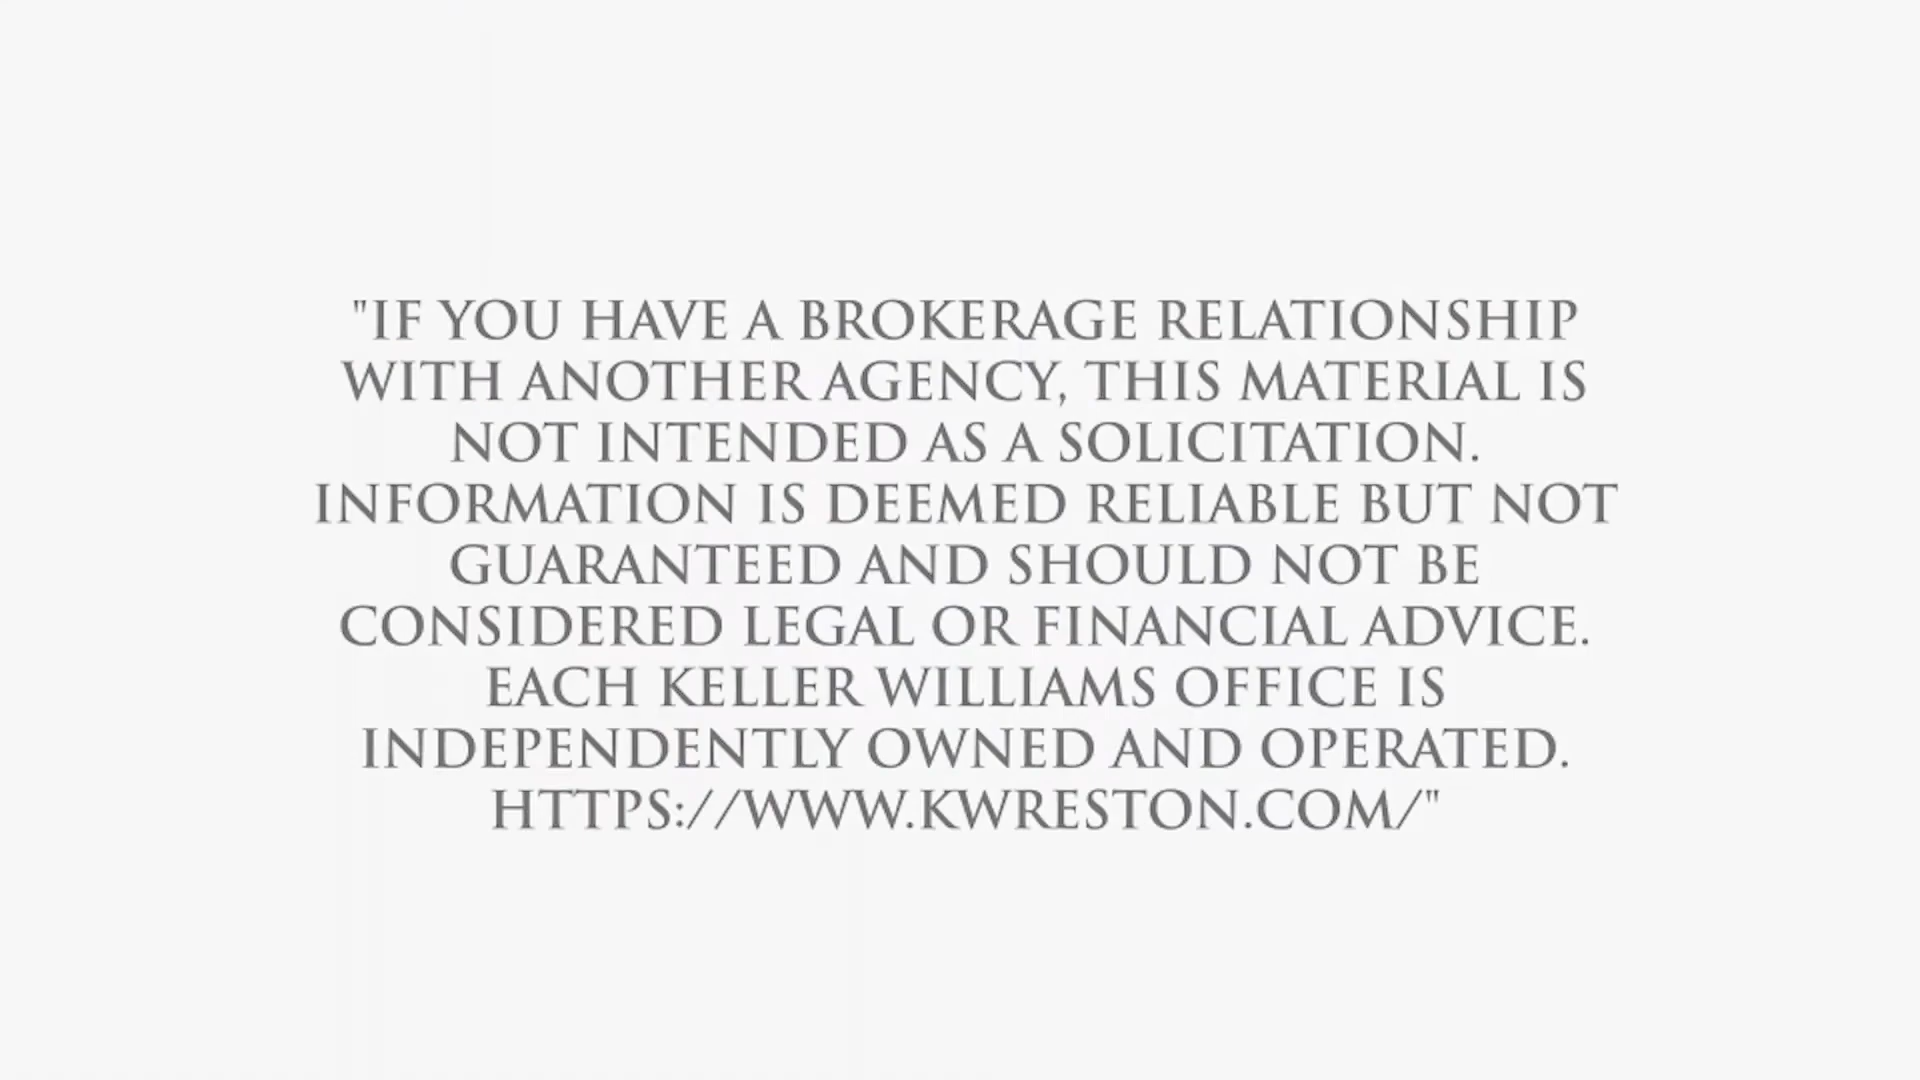 "IF YOU HAVE A BROKERAGE RELATIONSHIP
WITH ANOTHER AGENCY, THIS MATERIAL IS
NOT INTENDED AS A SOLICITATION.
INFORMATION IS DEEMED RELIABLE BUT NOT
GUARANTEED AND SHOULD NOT BE
CONSIDERED LEGAL OR FINANCIAL ADVICE.
EACH KELLER WILLIAMS OFFICE IS
INDEPENDENTLY OWNED AND OPERATED.
HTTPS://WWW.KWRESTON.COM/"